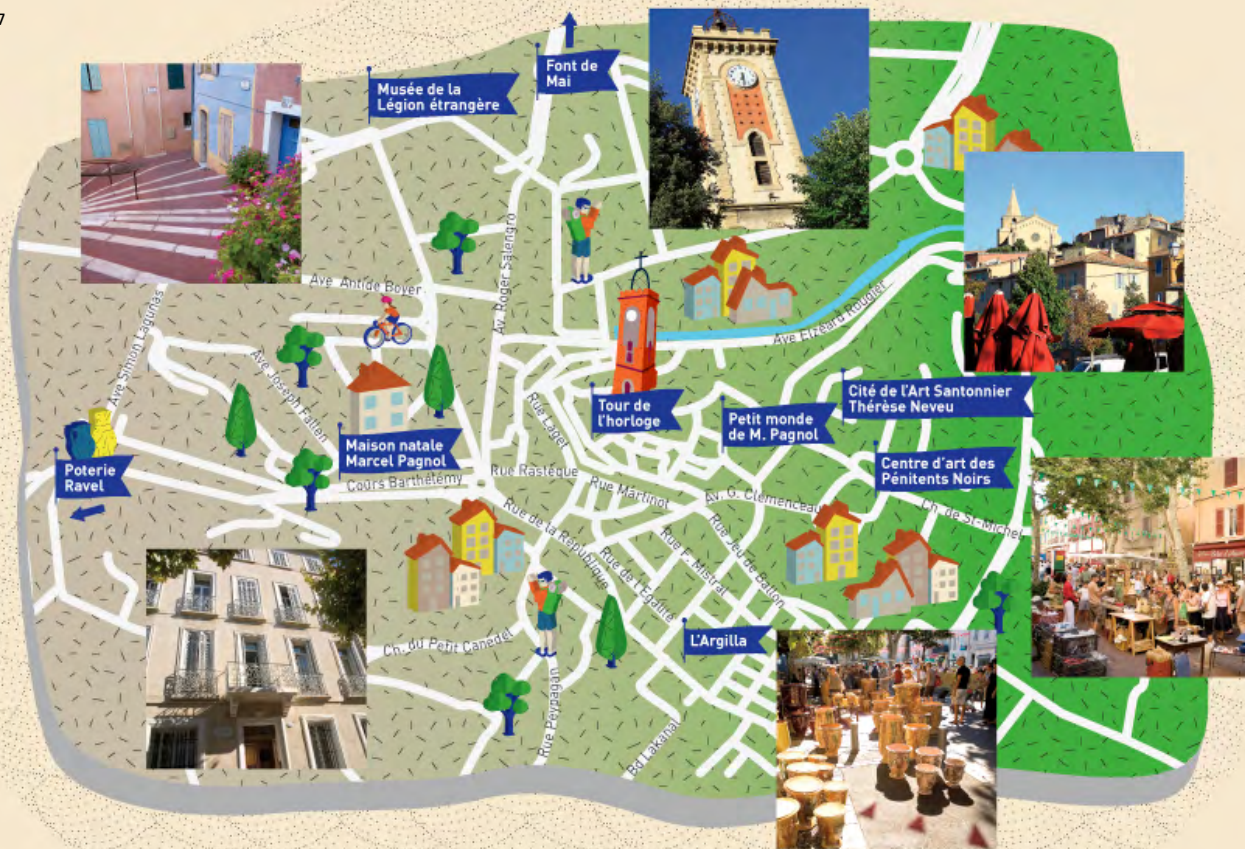 7
Musée de la
Légion étrangère
Font de
Mai
Av. Roger Salengro
Ave Antide Boyer
Ave Elzéard Rougier
Ave Simon Lagunas
Ave Joseph Fallen
Rue Laget
Tour de
l'horloge
Cité de l'Art Santonnier
Thérèse Neveu
Petit monde
de M. Pagnol
Maison natale
Marcel Pagnol
Centre d'art des
Pénitents Noirs
Poterie
Ravel
Cours Barthélémy
Rue Rastèque
Rue Martinot
Av. G. Clemenceau
Ch. de St-Michel
Rue de la République
Rue de l'Égalité
Rue F. Mistral
Rue Jeu de Ballon
L'Argilla
Ch. du Petit Canedel
Rue Peypagan
Bd Lakanal